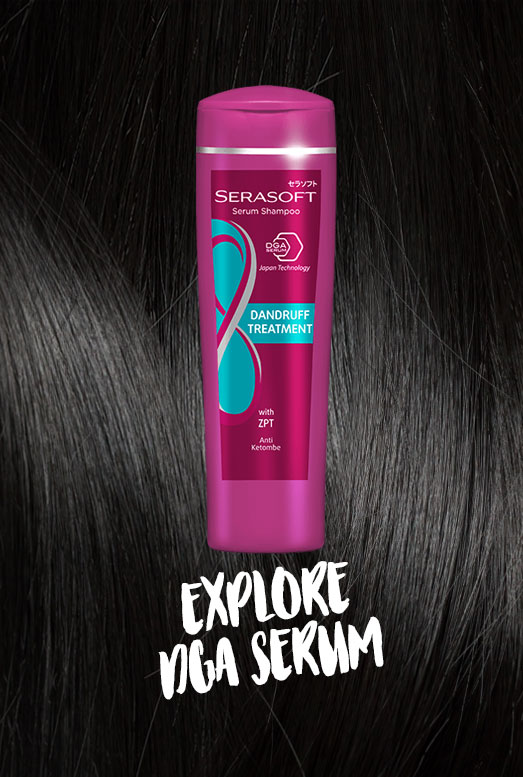 セラソフト
SERASOFT
Serum Shampoo
DGA
SERUM
Japan Technology
DANDRUFF
TREATMENT
with
ZPT
Anti
Ketombe
EXPLORE
DGA SERUM